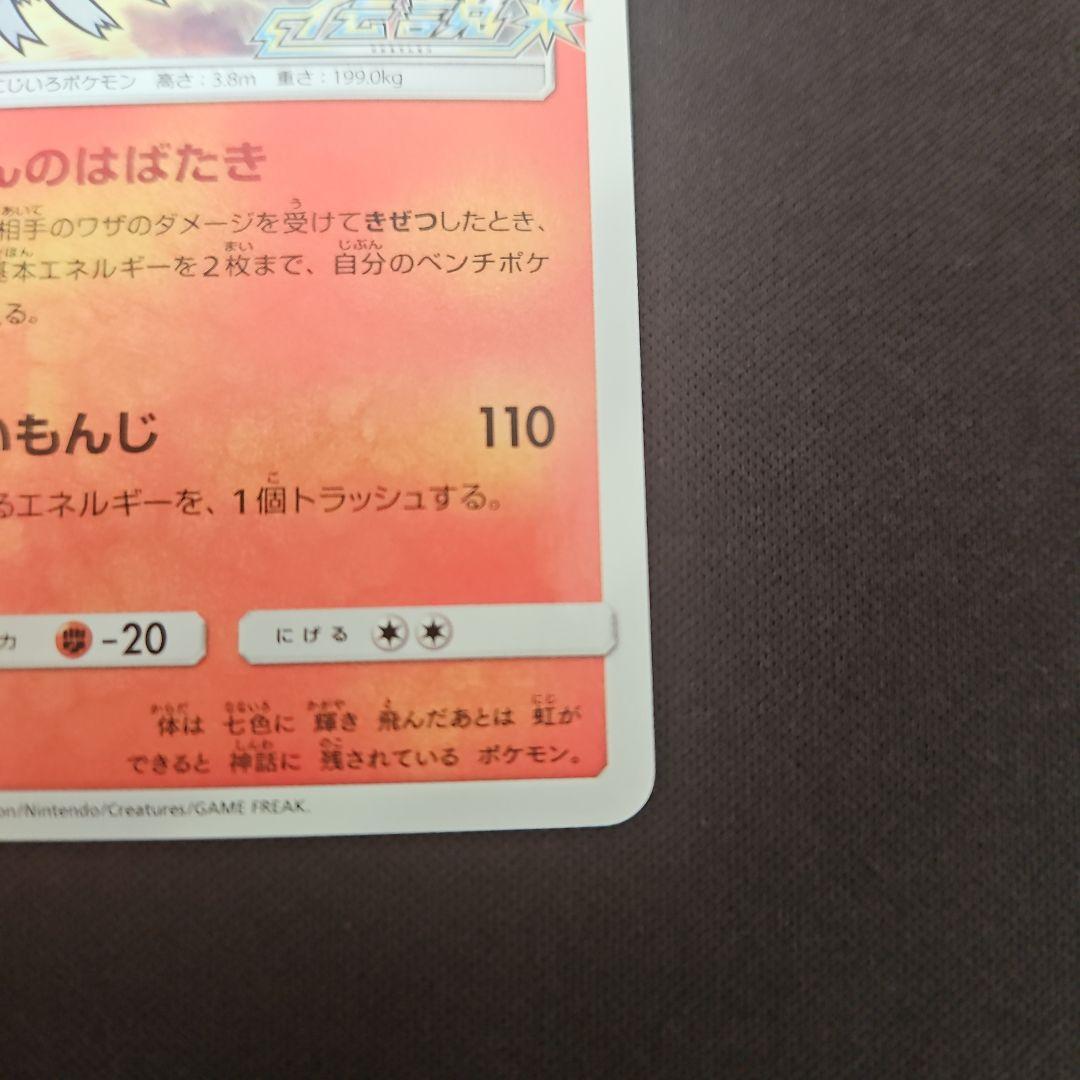 にじいろポケモン 高さ：3.8m 重さ：199.0kg
んのはばたき
相手のワザのダメージを受けてきぜつしたとき、
基本エネルギーを2枚まで、自分のベンチポケ
る。
いもんじ 110
るエネルギーを、1個トラッシュする。
力 -20 にげる
体は 七色に 輝き 飛んだあとは 虹が
できると 神話に 残されている ポケモン。
on/Nintendo/Creatures/GAME FREAK.